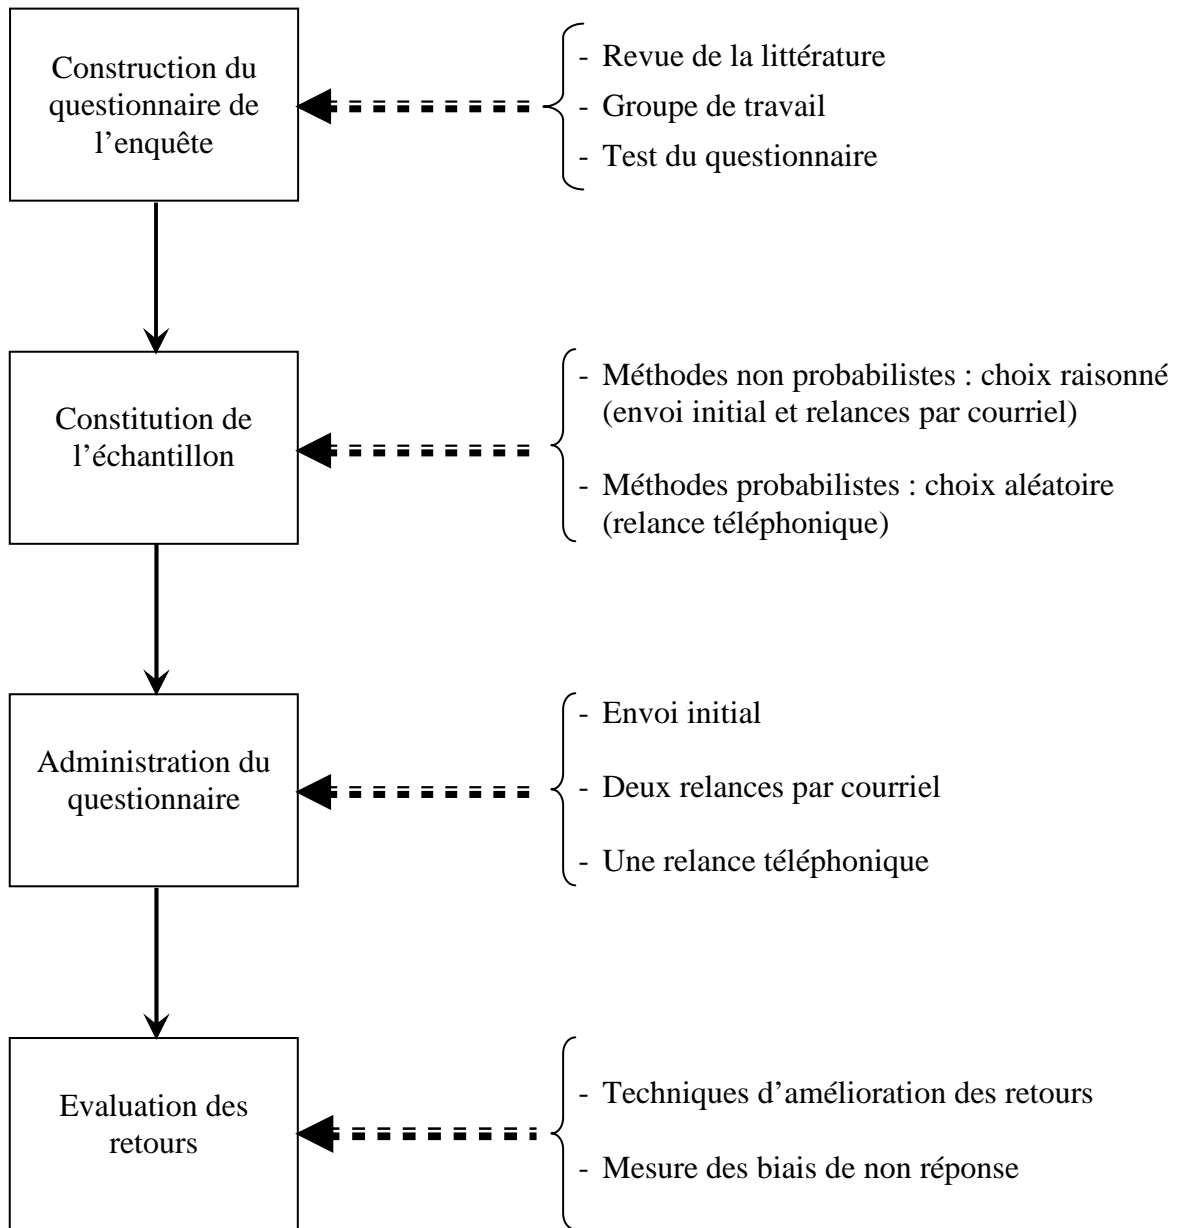 Construction du
questionnaire de
l’enquête
- Revue de la littérature
- Groupe de travail
- Test du questionnaire
Constitution de
l’échantillon
- Méthodes non probabilistes : choix raisonné
(envoi initial et relances par courriel)
- Méthodes probabilistes : choix aléatoire
(relance téléphonique)
Administration du
questionnaire
- Envoi initial
- Deux relances par courriel
- Une relance téléphonique
Evaluation des
retours
- Techniques d’amélioration des retours
- Mesure des biais de non réponse